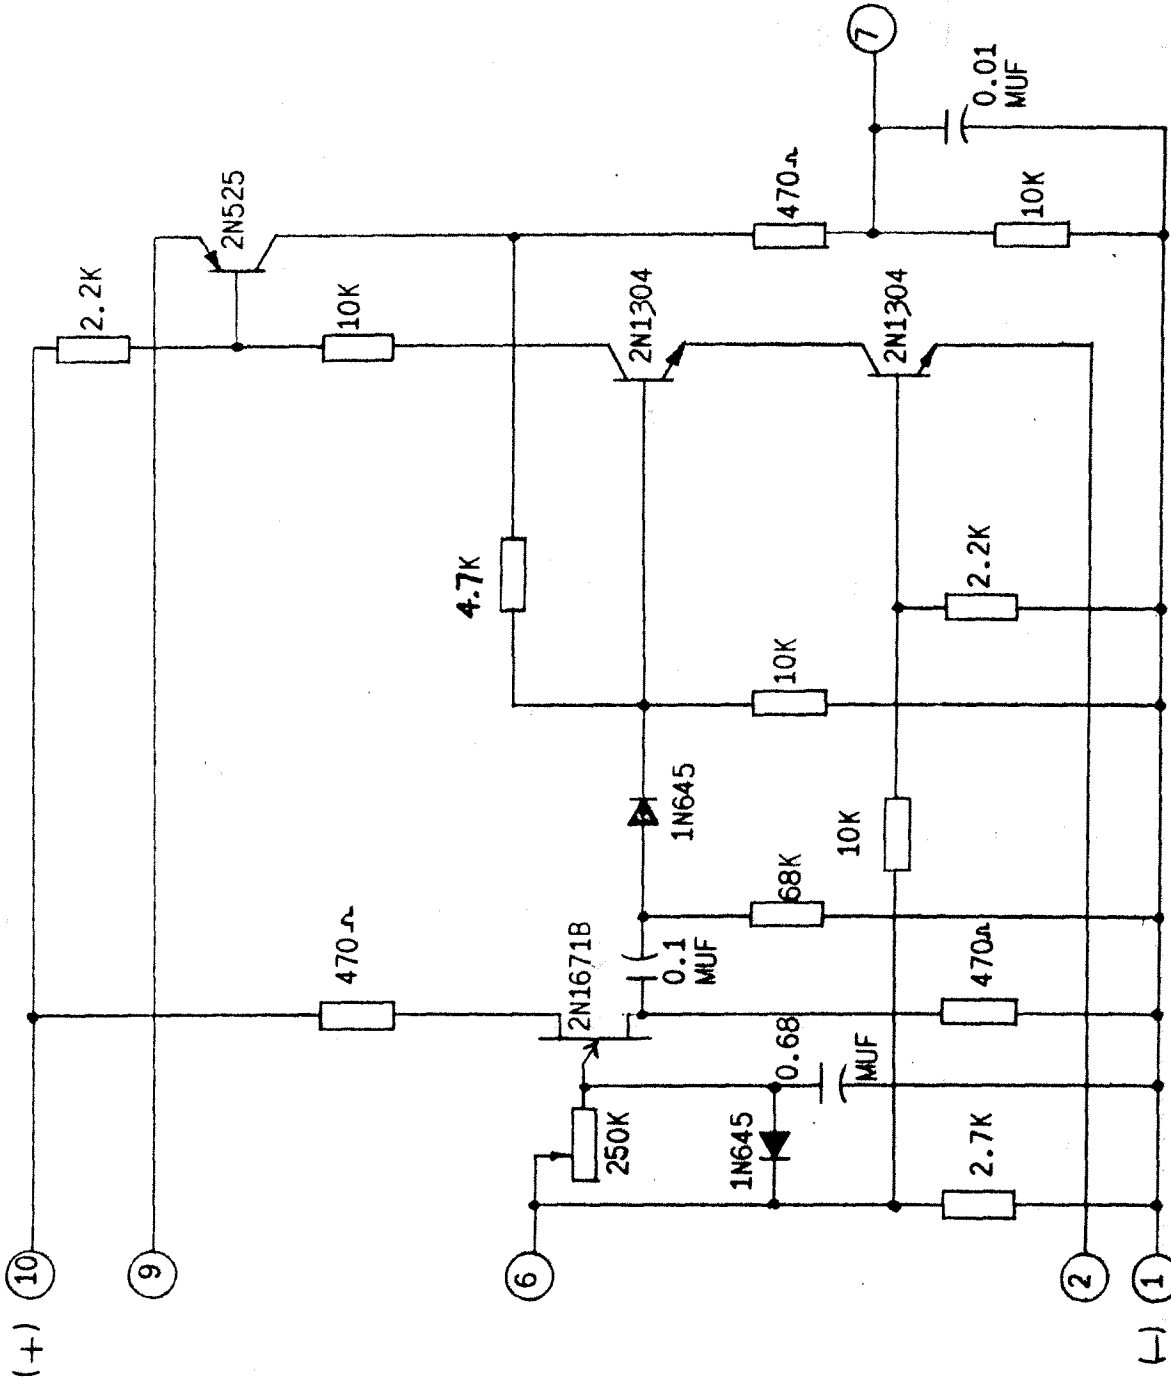 (+)
10
9
6
2
1
(-)
7
2.2K
2N525
10K
470Ω
0.01
MUF
10K
2N1304
2N1304
4.7K
2.2K
10K
1N645
10K
68K
470Ω
2N1671B
0.1
MUF
470Ω
0.68
MUF
250K
1N645
2.7K